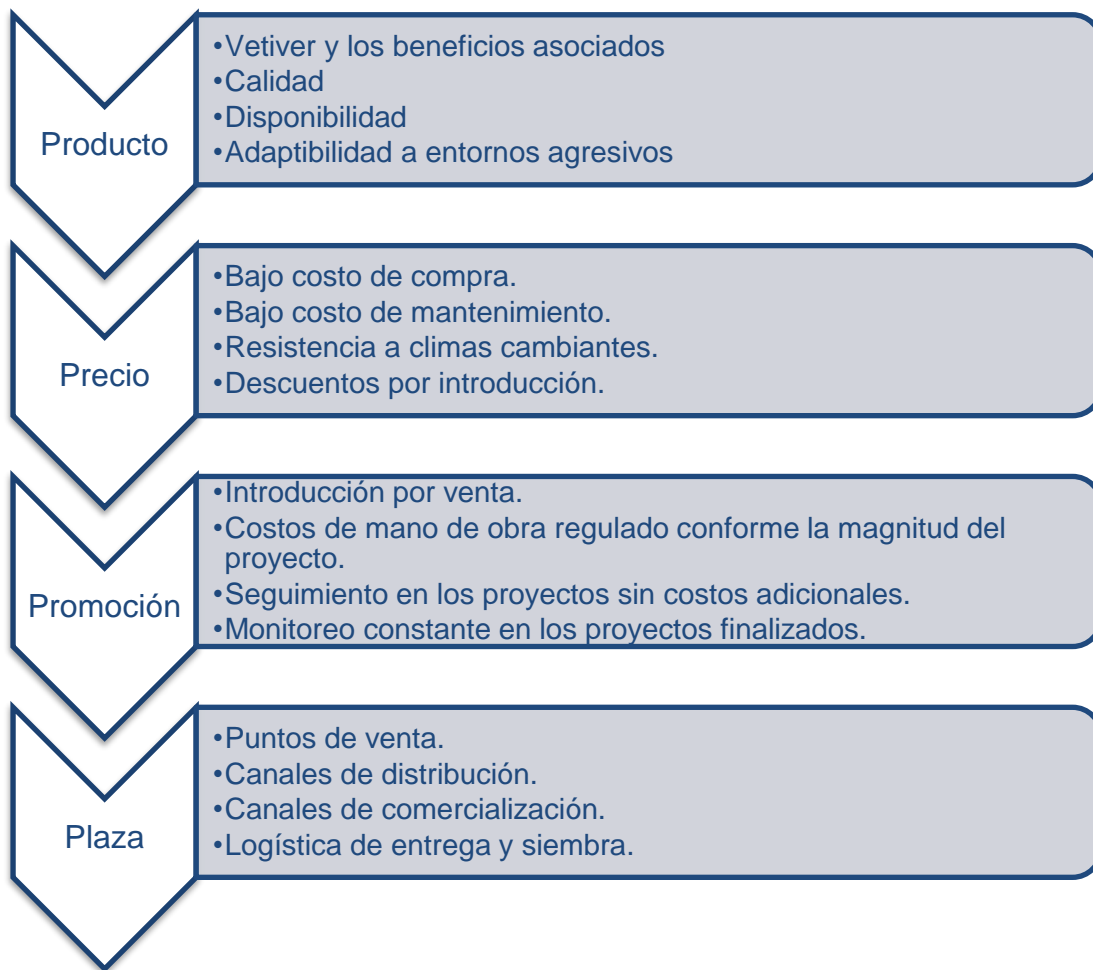 Producto
•Vetiver y los beneficios asociados
•Calidad
•Disponibilidad
•Adaptibilidad a entornos agresivos
Precio
•Bajo costo de compra.
•Bajo costo de mantenimiento.
•Resistencia a climas cambiantes.
•Descuentos por introducción.
Promoción
•Introducción por venta.
•Costos de mano de obra regulado conforme la magnitud del
proyecto.
•Seguimiento en los proyectos sin costos adicionales.
•Monitoreo constante en los proyectos finalizados.
Plaza
•Puntos de venta.
•Canales de distribución.
•Canales de comercialización.
•Logística de entrega y siembra.